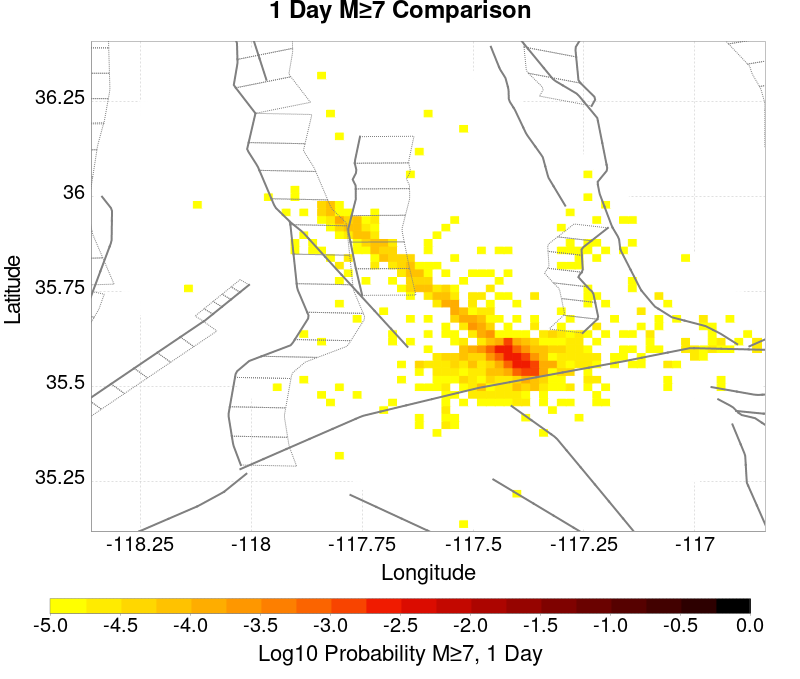 1 Day M≥7 Comparison
36.25
36
35.75
35.5
35.25
Latitude
-118.25 -118 -117.75 -117.5 -117.25 -117
Longitude
-5.0 -4.5 -4.0 -3.5 -3.0 -2.5 -2.0 -1.5 -1.0 -0.5 0.0
Log10 Probability M≥7, 1 Day